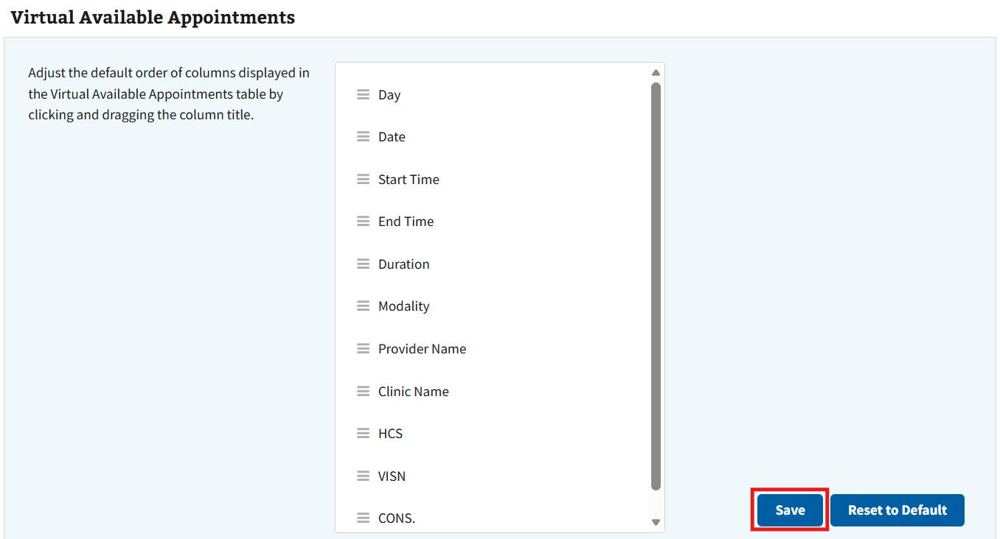 Virtual Available Appointments
Adjust the default order of columns displayed in
the Virtual Available Appointments table by
clicking and dragging the column title.
Day
Date
Start Time
End Time
Duration
Modality
Provider Name
Clinic Name
HCS
VISN
CONS.
Save
Reset to Default